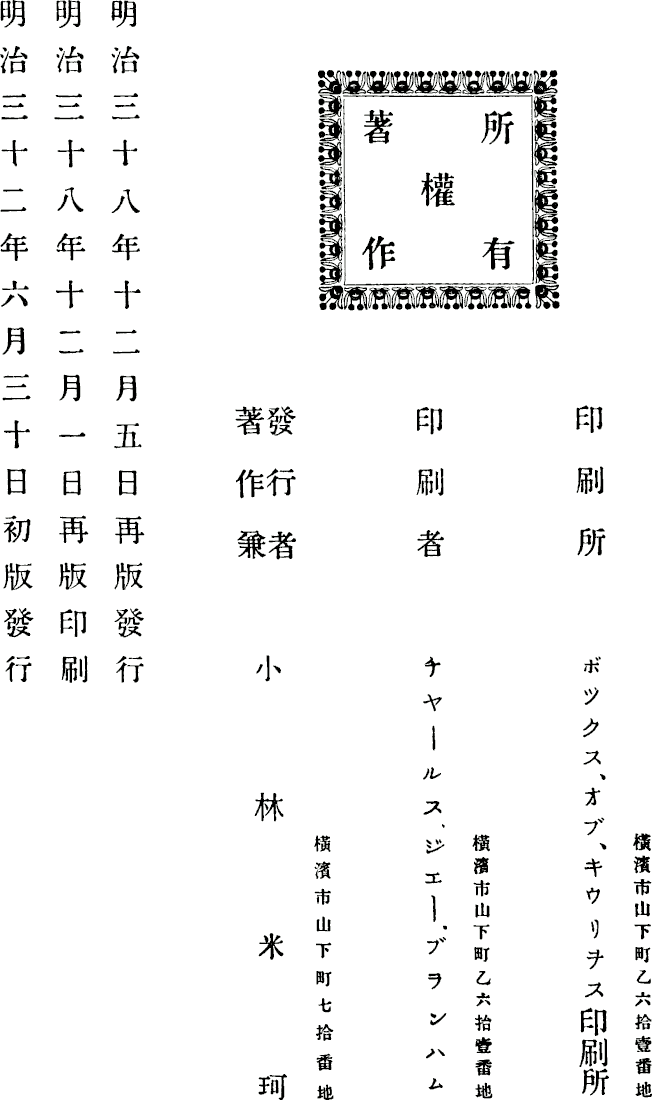 明治三十二年六月三十日初版發行
明治三十八年十二月一日再版印刷
明治三十八年十二月五日再版發行
著作
權
所有
著作兼
發行者
小林米珂
橫濱市山下町七拾番地
印刷者
チヤールス、ジエー、ブランハム
橫濱市山下町乙六拾壹番地
印刷所
ボツクス、オブ、キウリヲス印刷所
橫濱市山下町乙六拾壹番地